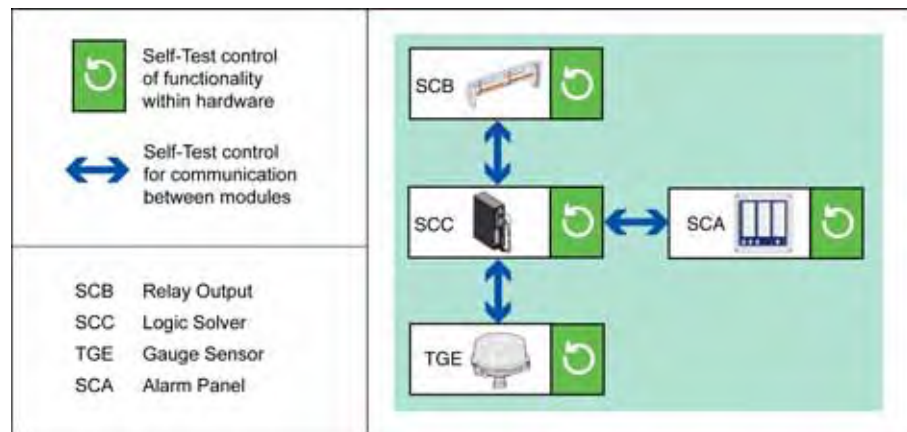 Self-Test control
of functionality
within hardware
Self-Test control
for communication
between modules
SCB Relay Output
SCC Logic Solver
TGE Gauge Sensor
SCA Alarm Panel
SCB
SCC
SCA
TGE